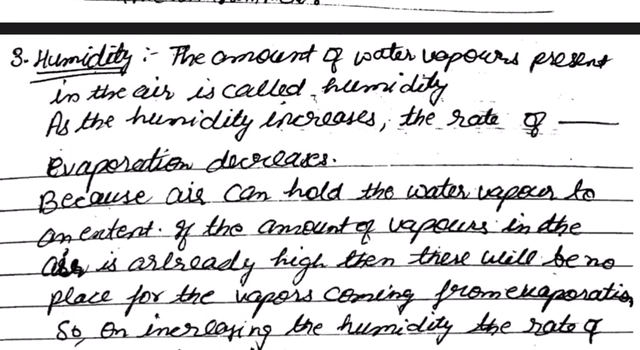 3. Humidity :- The amount of water vapours present
in the air is called humidity
As the humidity increases, the rate of
evaporation decreases.
Because air can hold the water vapour to
an extent. If the amount of vapours in the
air is arlready high then there will be no
place for the vapors coming from evaporation
So, on increasing the humidity the rate of